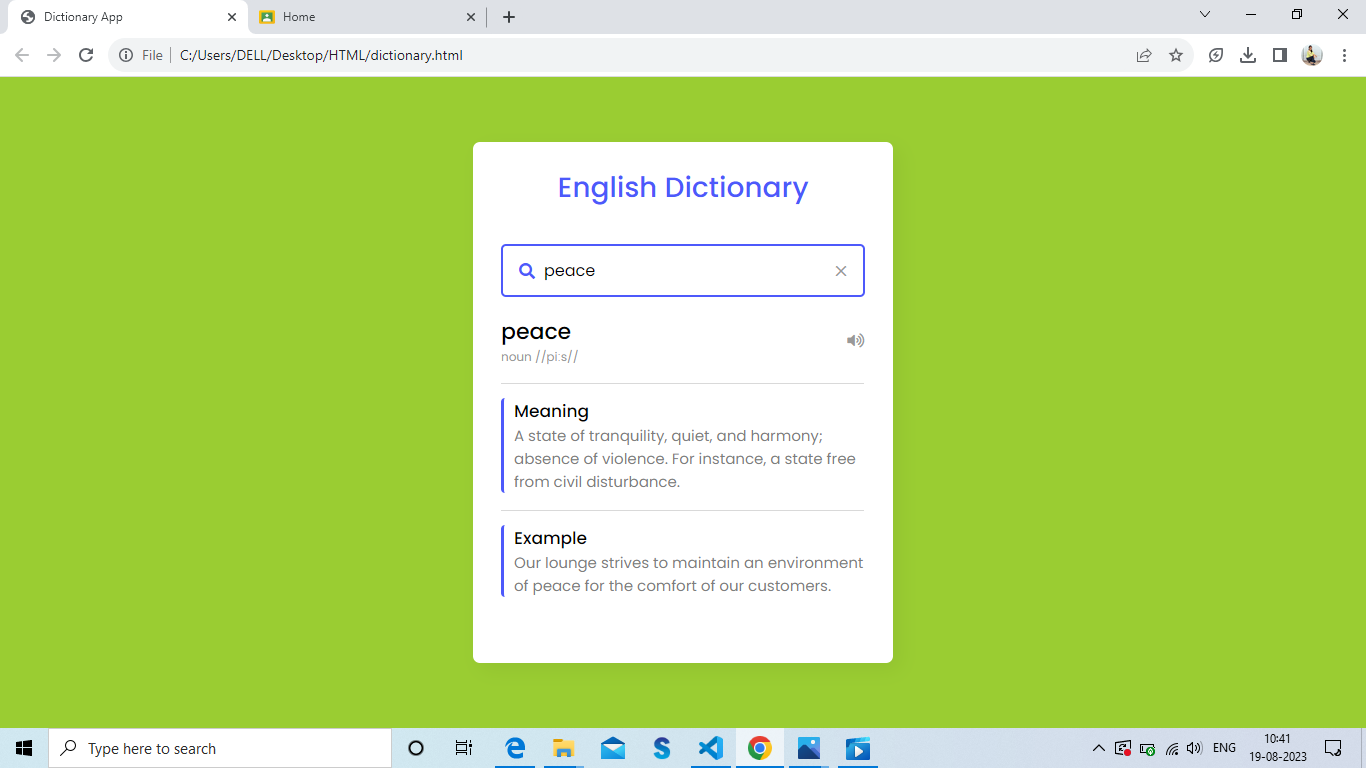 Dictionary App
Home
File
C:/Users/DELL/Desktop/HTML/dictionary.html
English Dictionary
peace
peace
noun //piːs//
Meaning
A state of tranquility, quiet, and harmony;
absence of violence. For instance, a state free
from civil disturbance.
Example
Our lounge strives to maintain an environment
of peace for the comfort of our customers.
Type here to search
S
ENG
10:41
19-08-2023